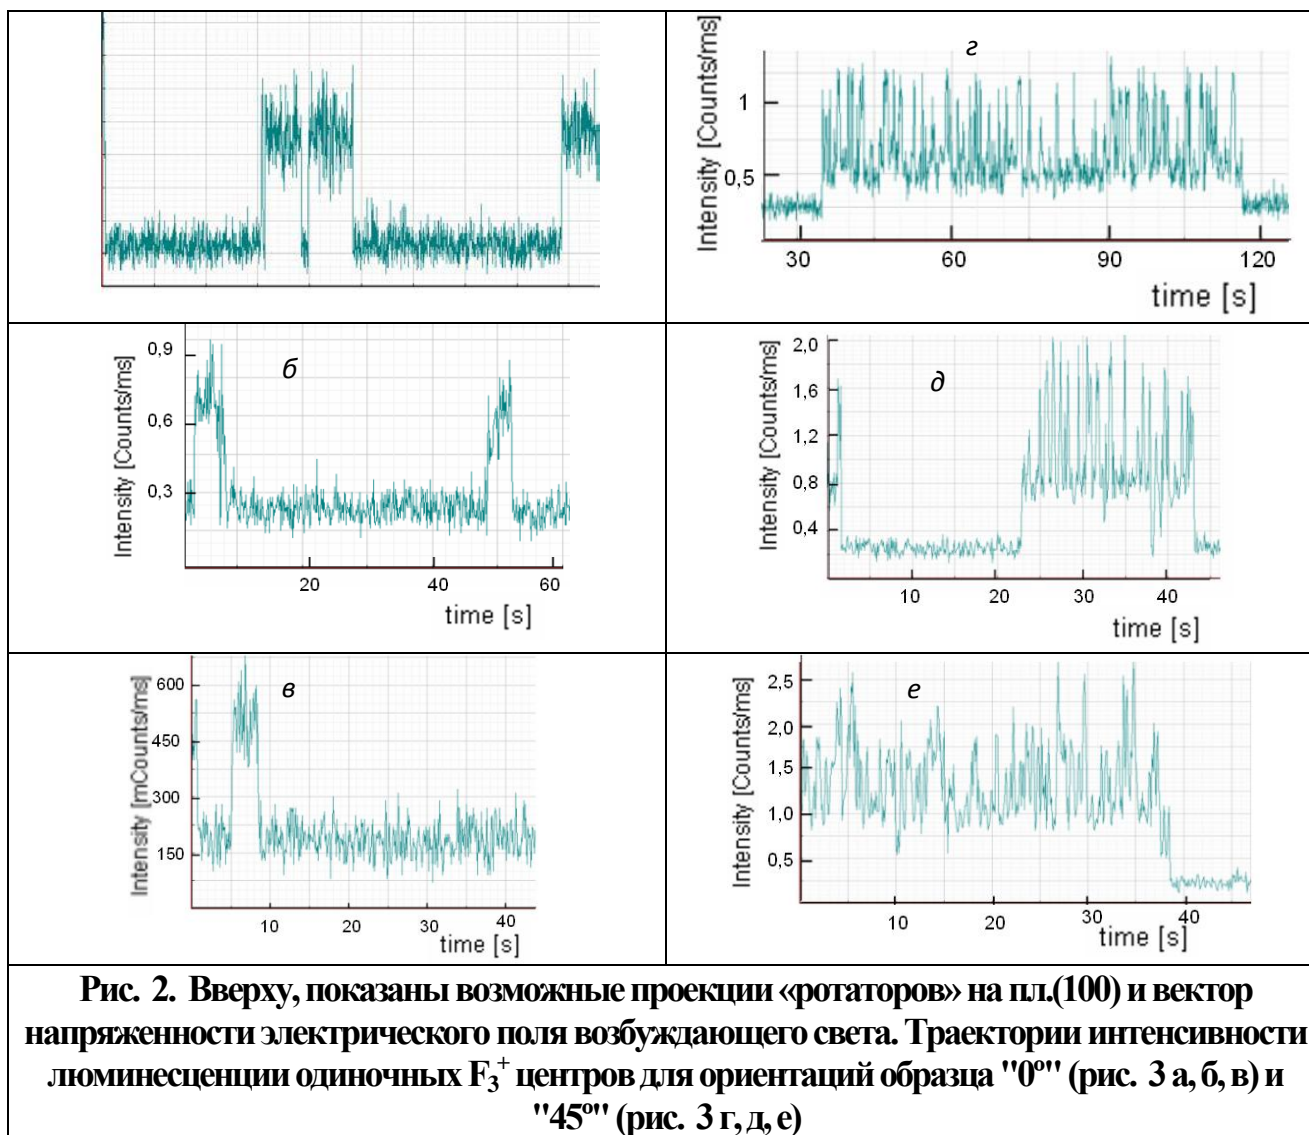 г
Intensity [Counts/ms]
1
0,5
30 60 90 120
time [s]
б
Intensity [Counts/ms]
0,9
0,6
0,3
20 40 60
time [s]
д
Intensity [Counts/ms]
2,0
1,6
1,2
0,8
0,4
10 20 30 40
time [s]
в
Intensity [mCounts/ms]
600
450
300
150
10 20 30 40
time [s]
е
Intensity [Counts/ms]
2,5
2,0
1,5
1,0
0,5
10 20 30 40
time [s]
Рис. 2. Вверху, показаны возможные проекции «ротаторов» на пл.(100) и вектор
напряженности электрического поля возбуждающего света. Траектории интенсивности
люминесценции одиночных F₃⁺ центров для ориентаций образца "0º" (рис. 3 а, б, в) и
"45º" (рис. 3 г, д, е)